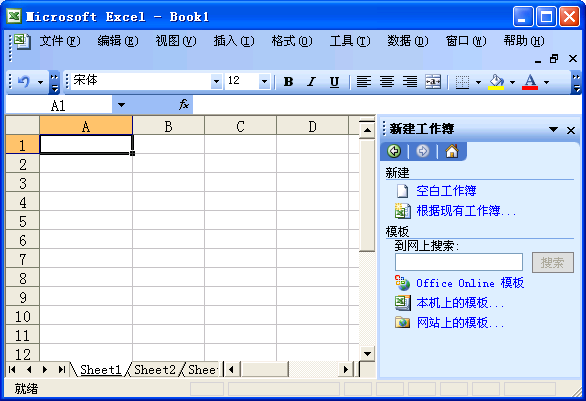 Microsoft Excel - Book1
文件(F) 编辑(E) 视图(V) 插入(I) 格式(O) 工具(T) 数据(D) 窗口(W) 帮助(H)
宋体 12 B I U A
A1 fx
新建工作簿
A B C D
1
2
3
4
5
6
7
8
9
10
11
12
新建
空白工作簿
根据现有工作簿...
模板
到网上搜索:
搜索
Office Online 模板
本机上的模板...
网站上的模板...
Sheet1 Sheet2 Shee
就绪